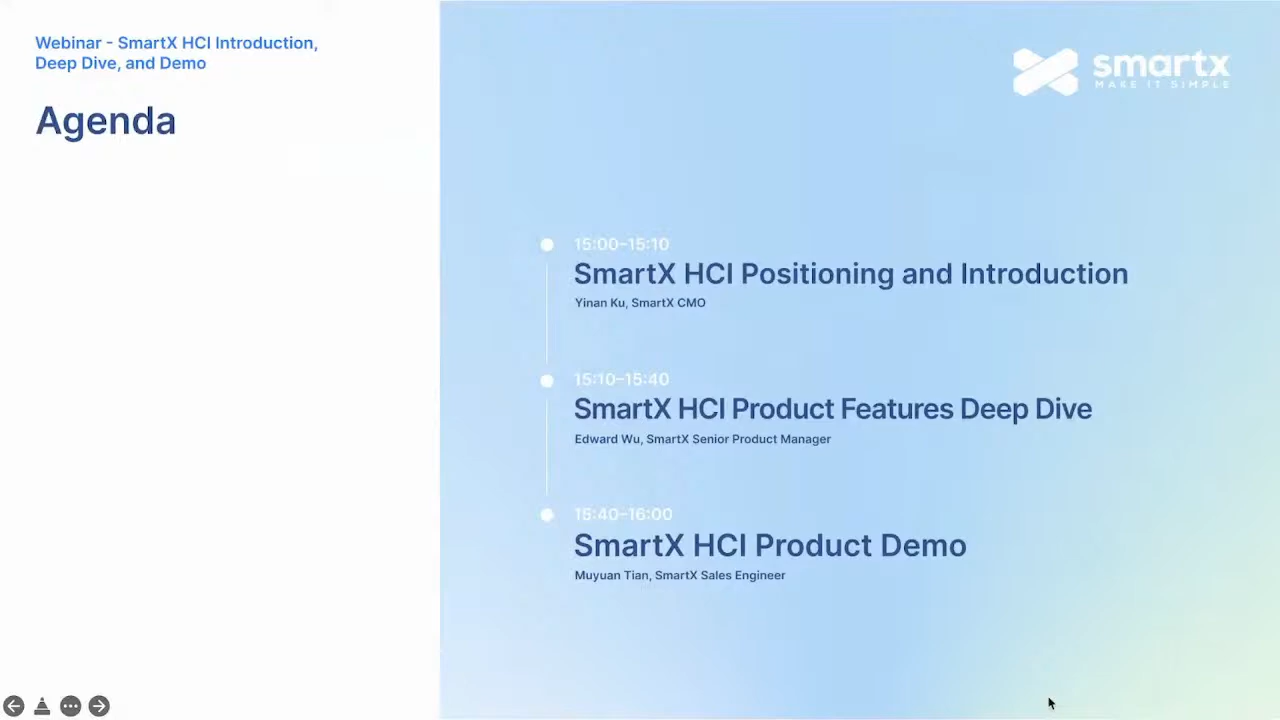 Webinar - SmartX HCI Introduction,
Deep Dive, and Demo
Agenda
smartx
MAKE IT SIMPLE
15:00-15:10
SmartX HCI Positioning and Introduction
Yinan Ku, SmartX CMO
15:10-15:40
SmartX HCI Product Features Deep Dive
Edward Wu, SmartX Senior Product Manager
15:40-16:00
SmartX HCI Product Demo
Muyuan Tian, SmartX Sales Engineer